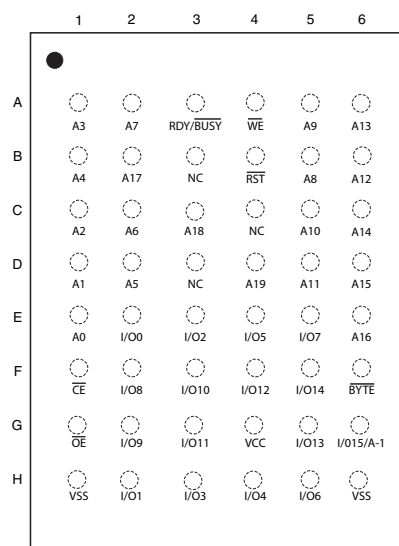 1 2 3 4 5 6
A
A3 A7 RDY/BUSY WE A9 A13
B
A4 A17 NC RST A8 A12
C
A2 A6 A18 NC A10 A14
D
A1 A5 NC A19 A11 A15
E
A0 I/O0 I/O2 I/O5 I/O7 A16
F
CE I/O8 I/O10 I/O12 I/O14 BYTE
G
OE I/O9 I/O11 VCC I/O13 I/015/A-1
H
VSS I/O1 I/O3 I/O4 I/O6 VSS